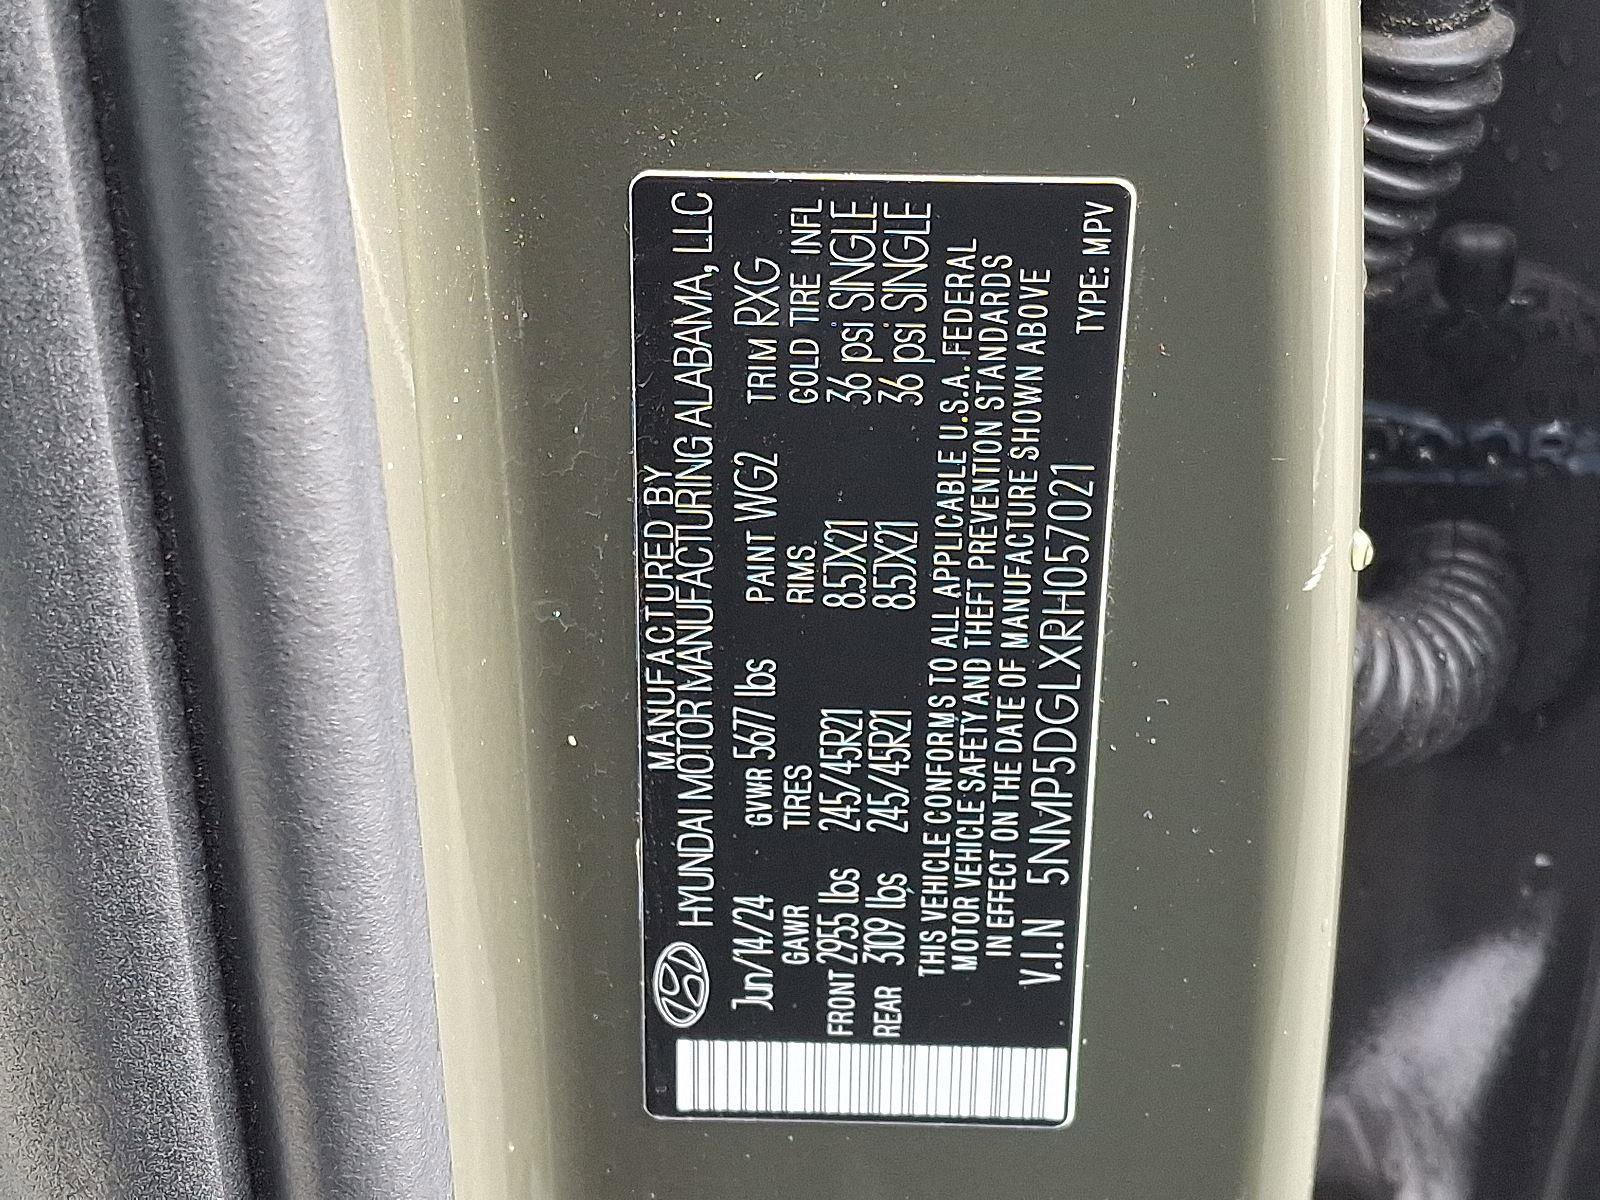 MANUFACTURED BY
HYUNDAI MOTOR MANUFACTURING ALABAMA, LLC
Jun/14/24 GVWR 5677 lbs PAINT WG2 TRIM RXG
GAWR TIRES RIMS COLD TIRE INFL
FRONT 2955 lbs 245/45R21 8.5JX21 36 psi SINGLE
REAR 3109 lbs 245/45R21 8.5JX21 36 psi SINGLE
THIS VEHICLE CONFORMS TO ALL APPLICABLE U.S.A. FEDERAL
MOTOR VEHICLE SAFETY AND THEFT PREVENTION STANDARDS
IN EFFECT ON THE DATE OF MANUFACTURE SHOWN ABOVE
V.I.N 5NMP5DGLXRH057021 TYPE: MPV